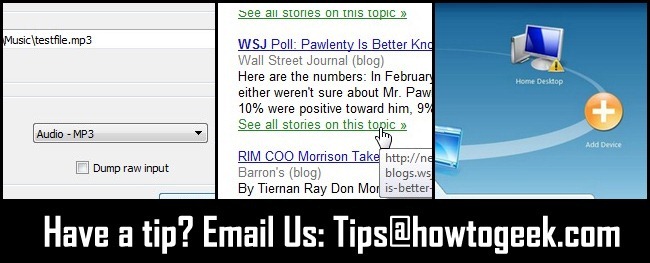 \Music\testfile.mp3
Audio - MP3
Dump raw input
See all stories on this topic »
WSJ Poll: Pawlenty Is Better Kno
Wall Street Journal (blog)
Here are the numbers: In February
either weren't sure about Mr. Paw
10% were positive toward him, 9%
See all stories on this topic »
RIM COO Morrison Take
Barron's (blog)
By Tiernan Ray Don Mor
http://ne
blogs.ws
is-better-
Home Desktop
Add Device
Have a tip? Email Us: Tips@howtogeek.com